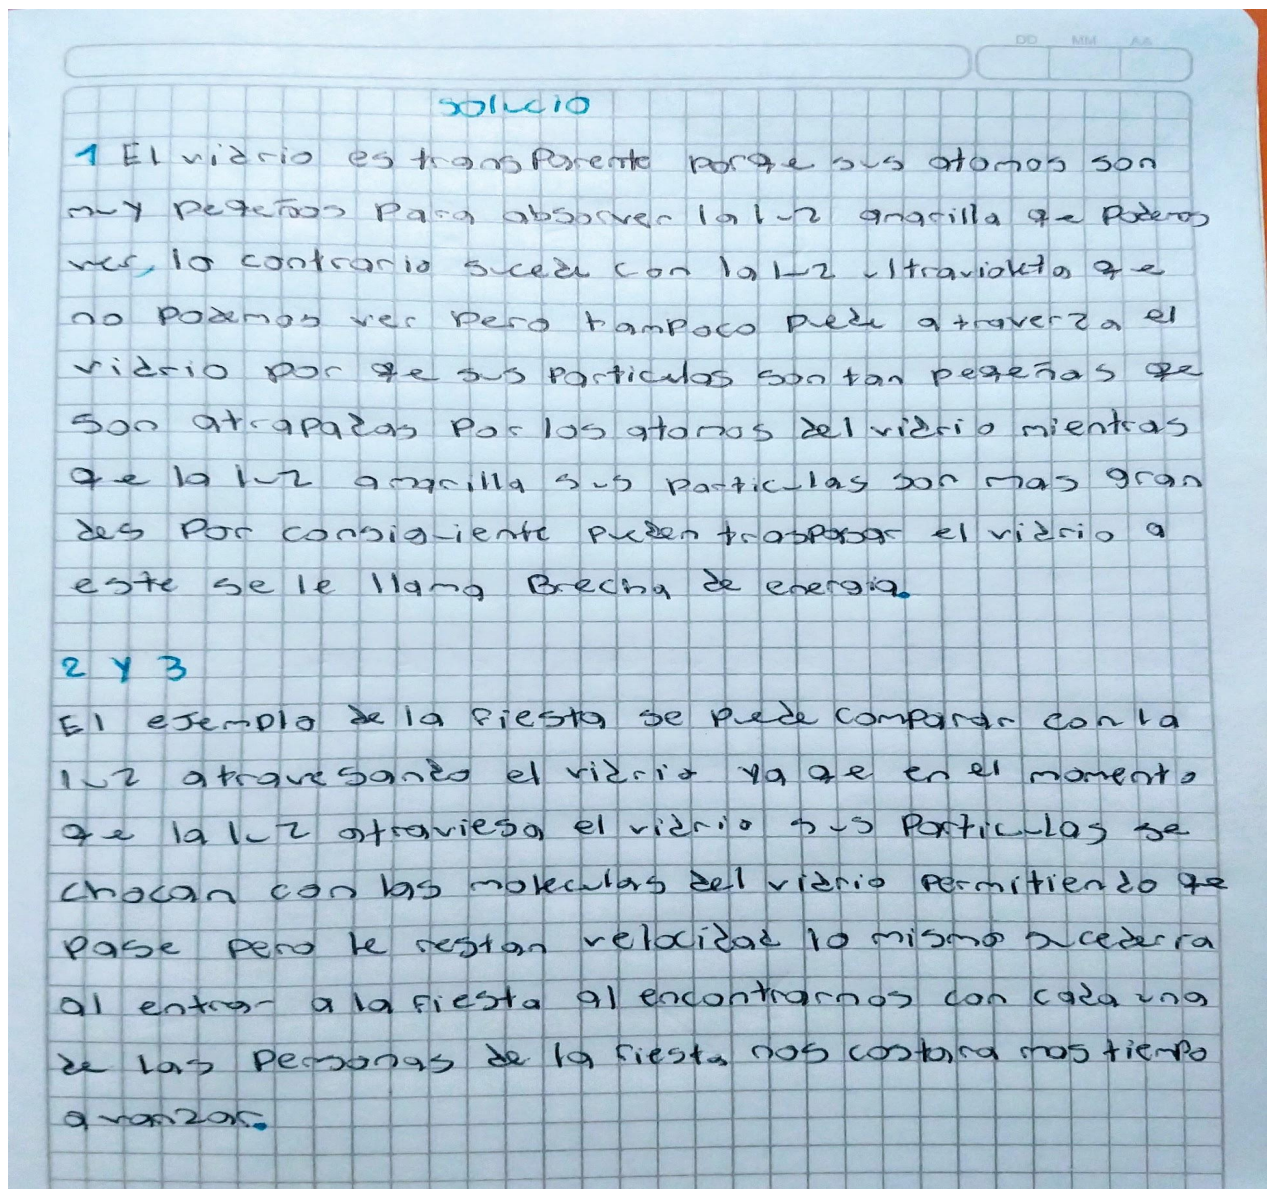 DD MM AA
solucio
1 El vidrio es transparente porqe sus atomos son
muy peqeños para absorver la luz amarilla qe podemos
ver, lo contrario sucede con la luz ultravioleta qe
no podemos ver pero tampoco puede atraverza el
vidrio por qe sus particulas son tan peqeñas qe
son atrapadas por los atomos del vidrio mientras
qe la luz amarilla sus particulas son mas gran
des por consiguiente pueden traspasar el vidrio a
este se le llama Brecha de energia.
2 y 3
El ejemplo de la fiesta se puede comparar con la
luz atravesando el vidrio ya qe en el momento
qe la luz atraviesa el vidrio sus particulas se
chocan con las moleculas del vidrio permitiendo qe
pase pero le restan velocidad lo mismo sucederia
al entrar a la fiesta al encontrarnos con cada una
de las personas de la fiesta nos costara mas tiempo
avanzar.